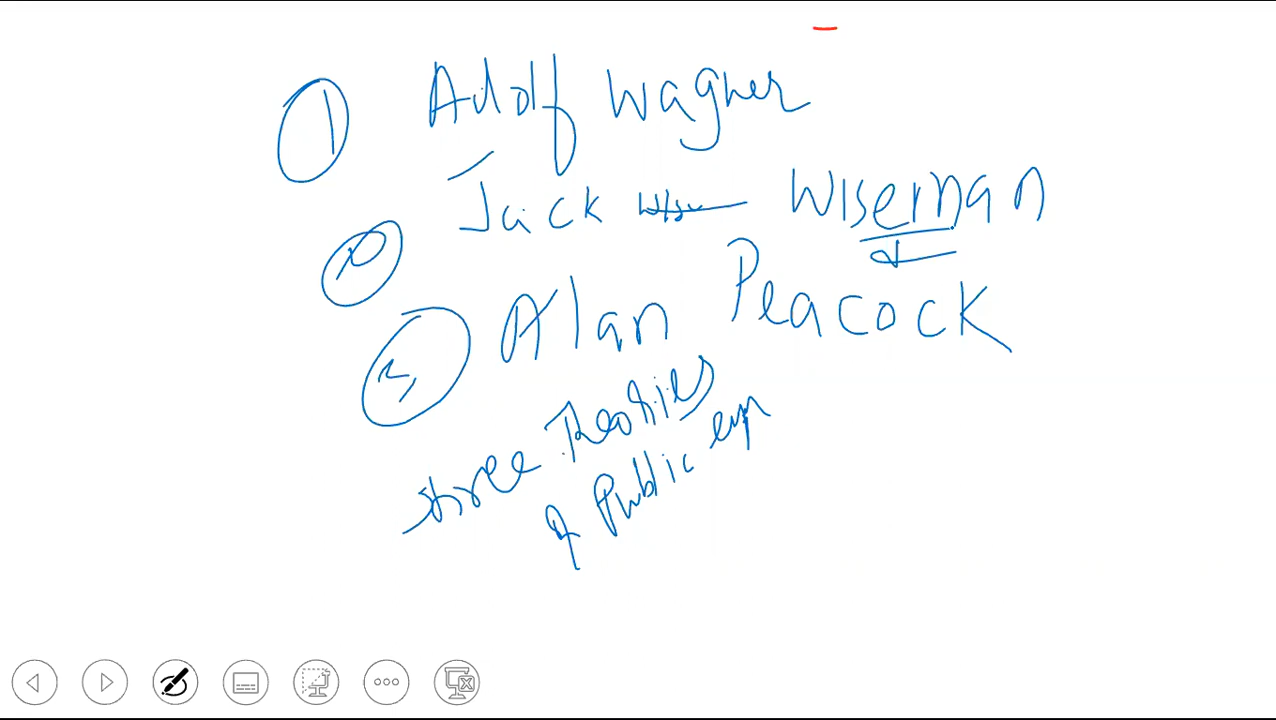 1 Adolf Wagner
Jack Wiseman
2 &
3 Alan Peacock
three Theories
of Public exp